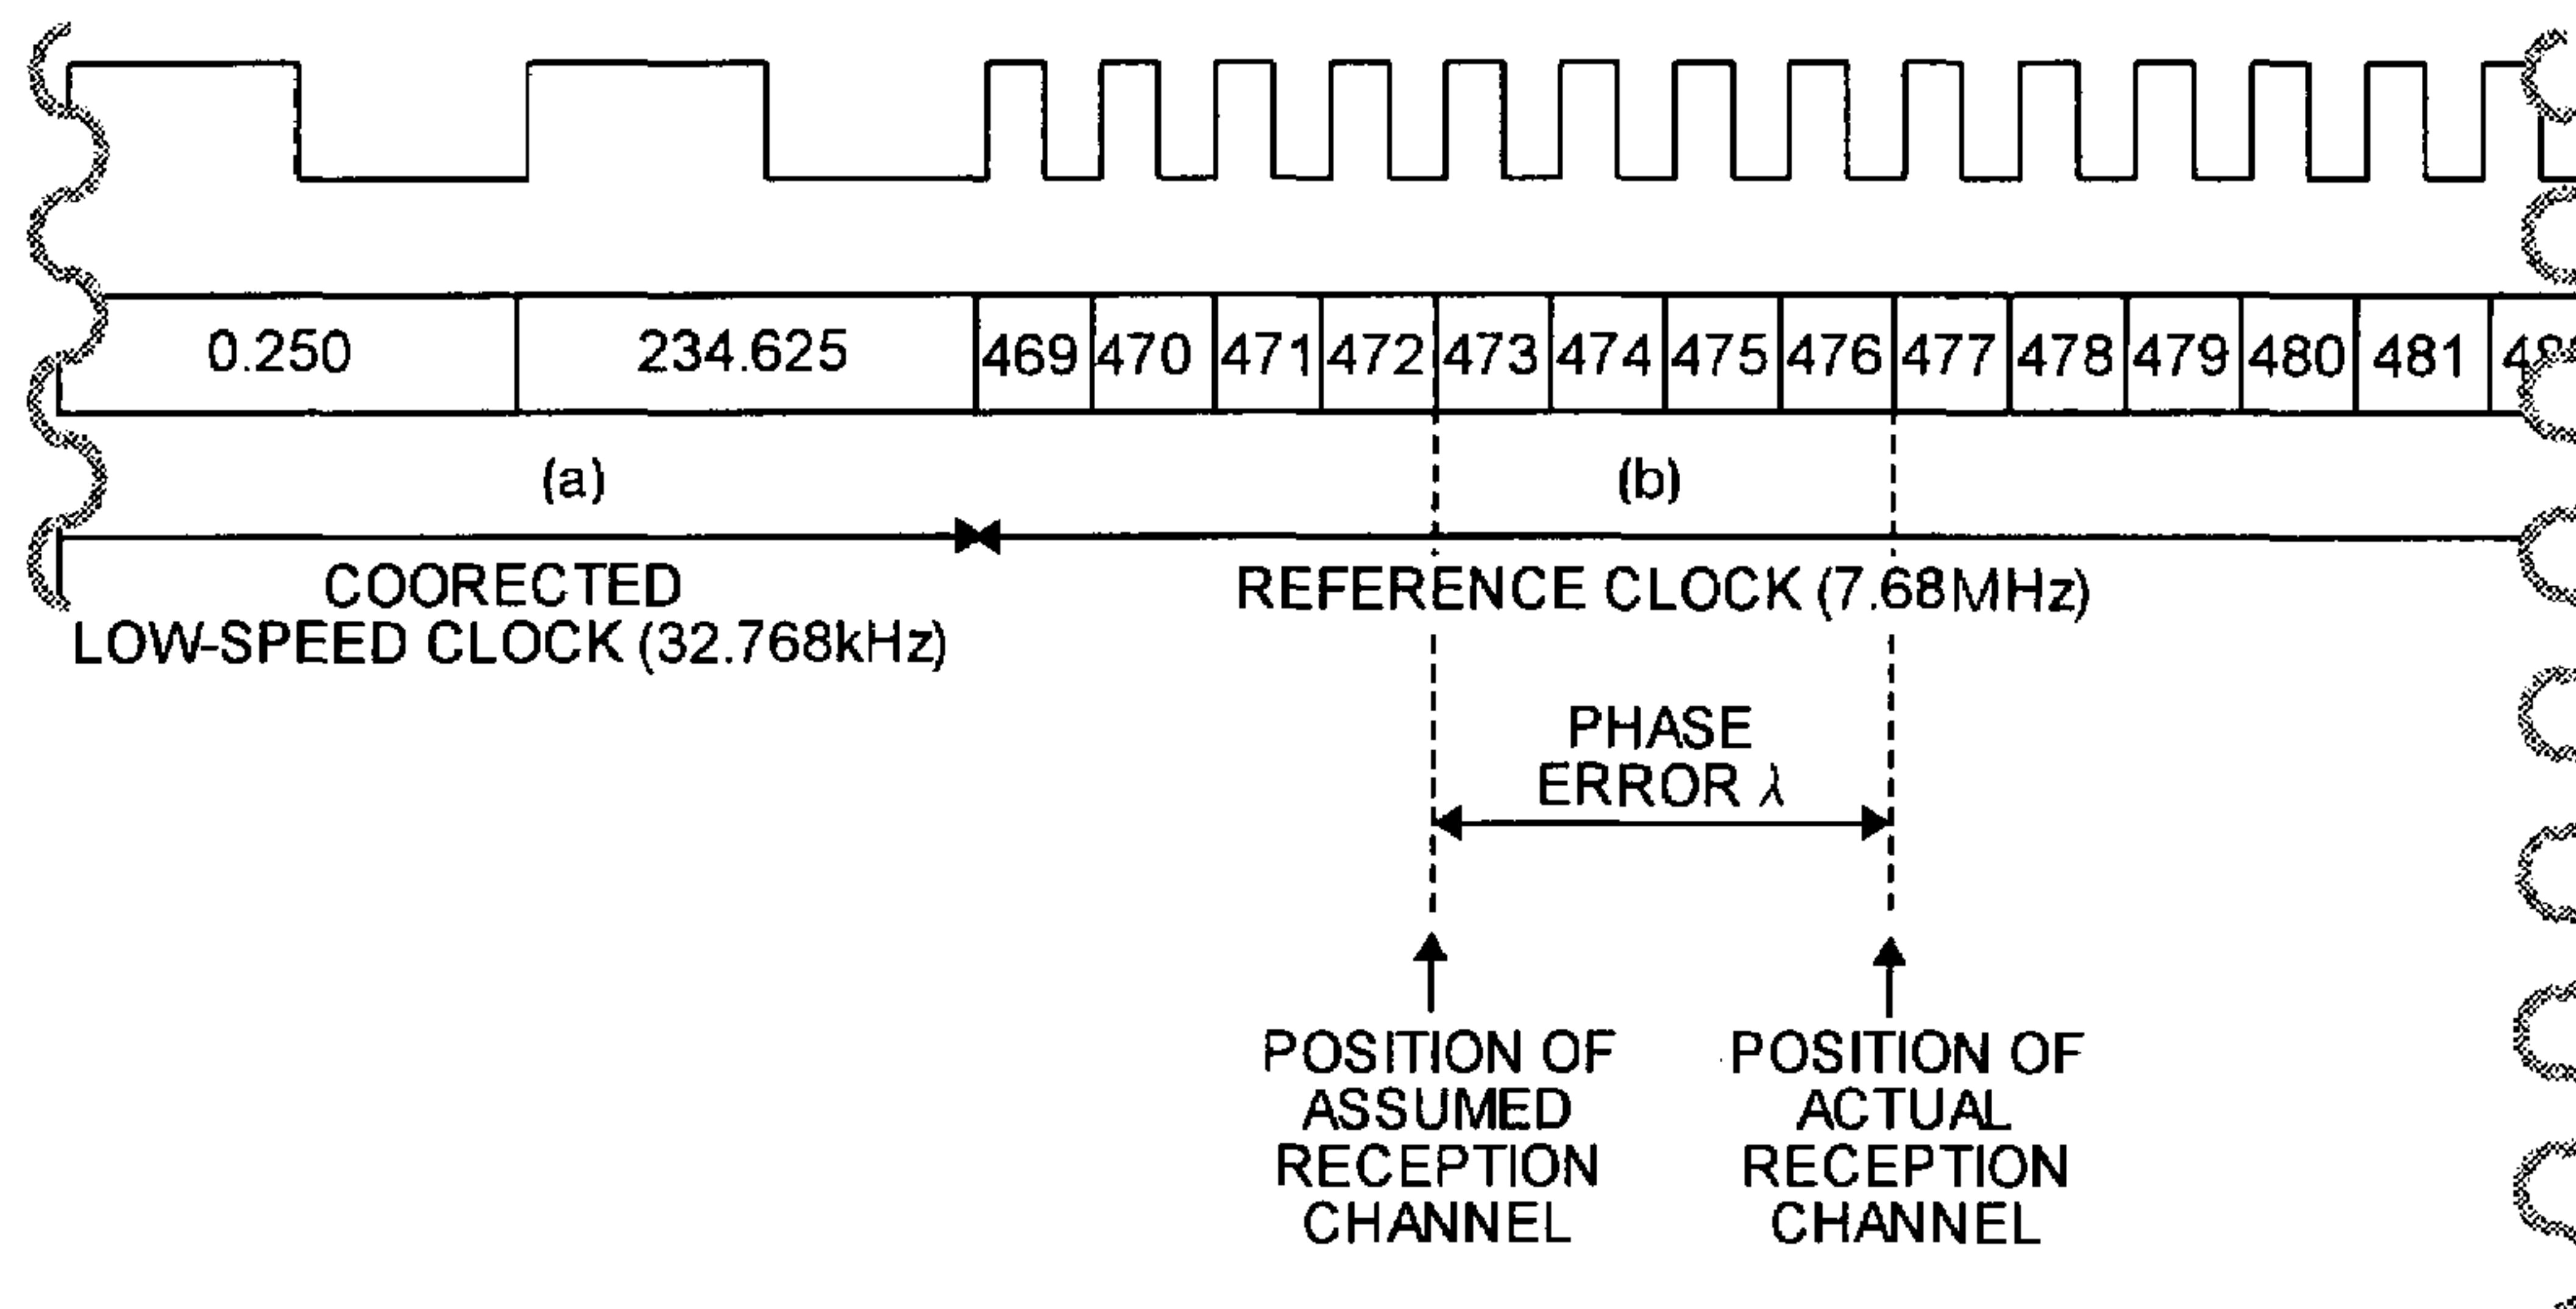 0.250 234.625 469 470 471 472 473 474 475 476 477 478 479 480 481
(a) (b)
COORECTED
LOW-SPEED CLOCK (32.768kHz)
REFERENCE CLOCK (7.68MHz)
PHASE
ERROR λ
POSITION OF
ASSUMED
RECEPTION
CHANNEL
POSITION OF
ACTUAL
RECEPTION
CHANNEL